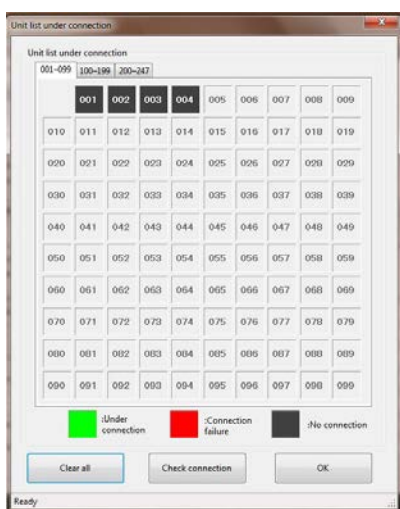 Unit list under connection
Unit list under connection
001-099 100-199 200-247
001 002 003 004 005 006 007 008 009
010 011 012 013 014 015 016 017 018 019
020 021 022 023 024 025 026 027 028 029
030 031 032 033 034 035 036 037 038 039
040 041 042 043 044 045 046 047 048 049
050 051 052 053 054 055 056 057 058 059
060 061 062 063 064 065 066 067 068 069
070 071 072 073 074 075 076 077 078 079
080 081 082 083 084 085 086 087 088 089
090 091 092 093 094 095 096 097 098 099
:Under connection :Connection failure :No connection
Clear all Check connection OK
Ready